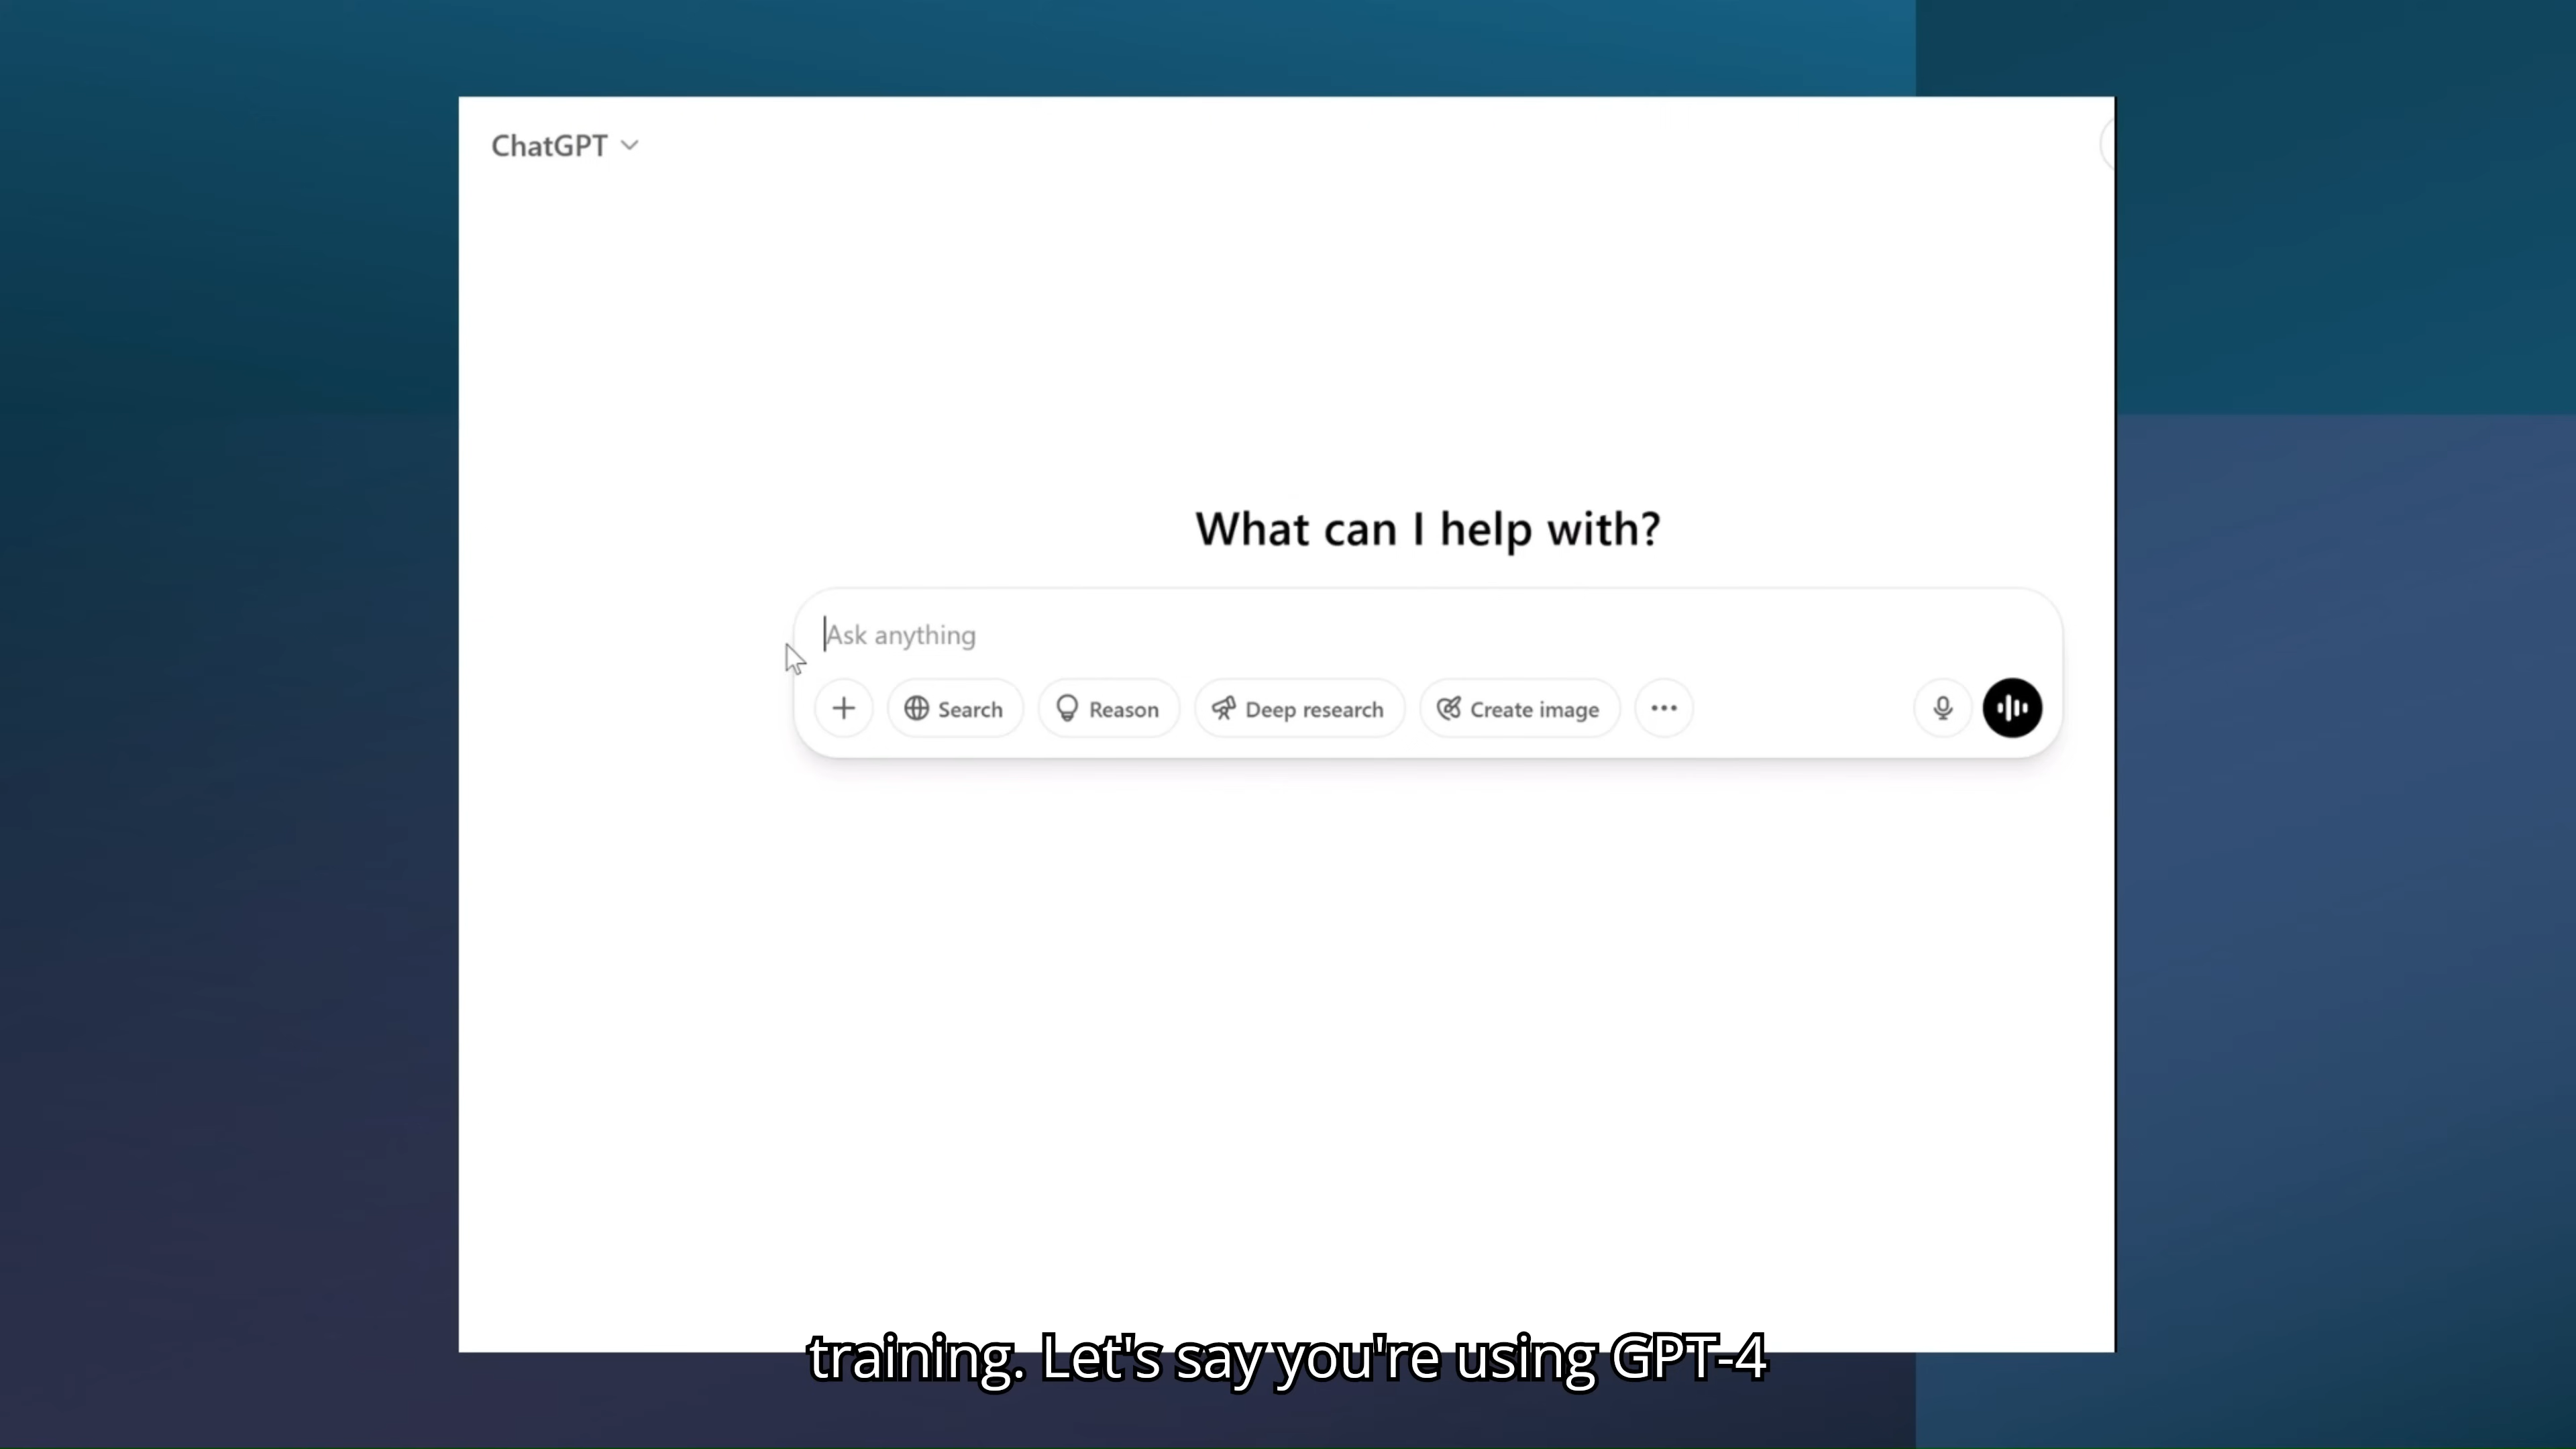 ChatGPT
What can I help with?
Ask anything
Search Reason Deep research Create image
training. Let's say you're using GPT-4